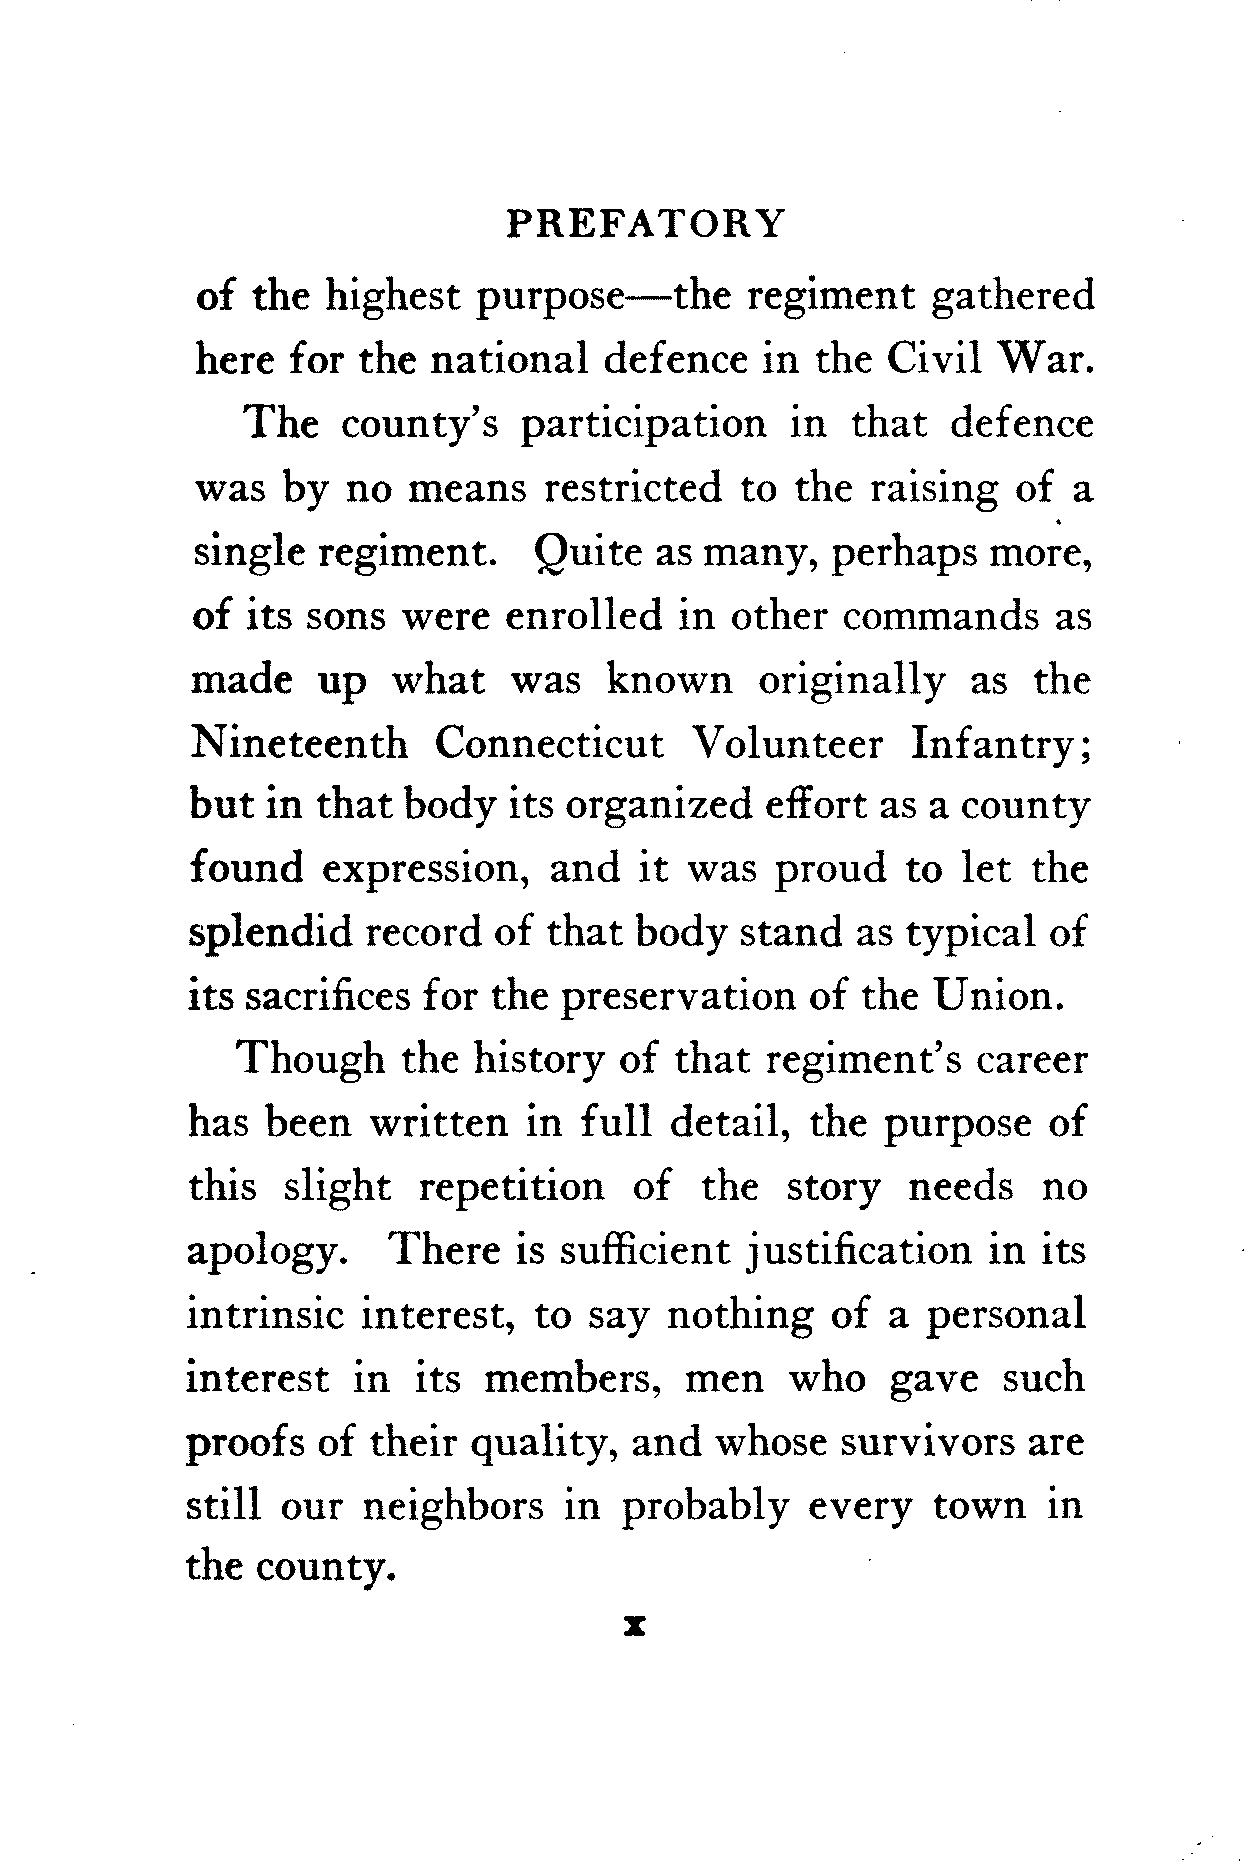 PREFATORY
of the highest purpose—the regiment gathered
here for the national defence in the Civil War.
The county's participation in that defence
was by no means restricted to the raising of a
single regiment. Quite as many, perhaps more,
of its sons were enrolled in other commands as
made up what was known originally as the
Nineteenth Connecticut Volunteer Infantry;
but in that body its organized effort as a county
found expression, and it was proud to let the
splendid record of that body stand as typical of
its sacrifices for the preservation of the Union.
Though the history of that regiment's career
has been written in full detail, the purpose of
this slight repetition of the story needs no
apology. There is sufficient justification in its
intrinsic interest, to say nothing of a personal
interest in its members, men who gave such
proofs of their quality, and whose survivors are
still our neighbors in probably every town in
the county.
x